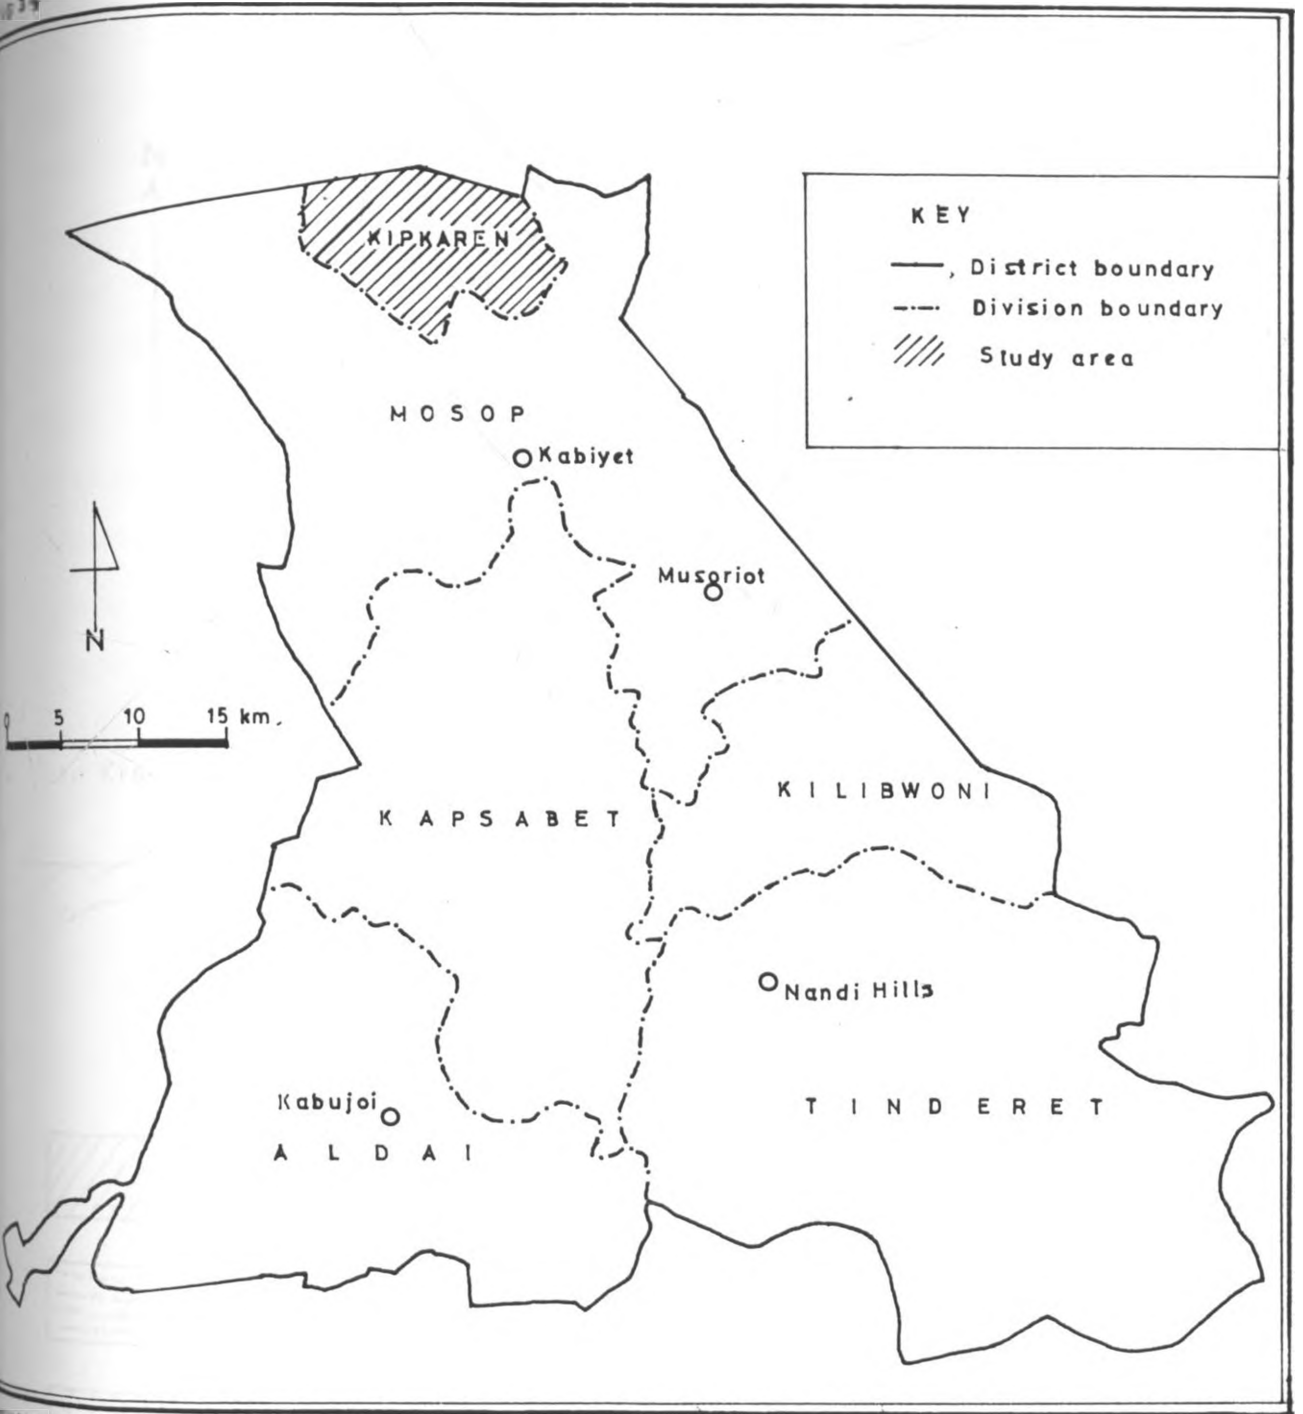 KIPKAREN
KEY
District boundary
Division boundary
Study area
MOSOP
Kabiyet
Musoriot
N
0 5 10 15 km.
KILIBWONI
KAPSABET
Nandi Hills
Kabujoi
TINDERET
ALDAI